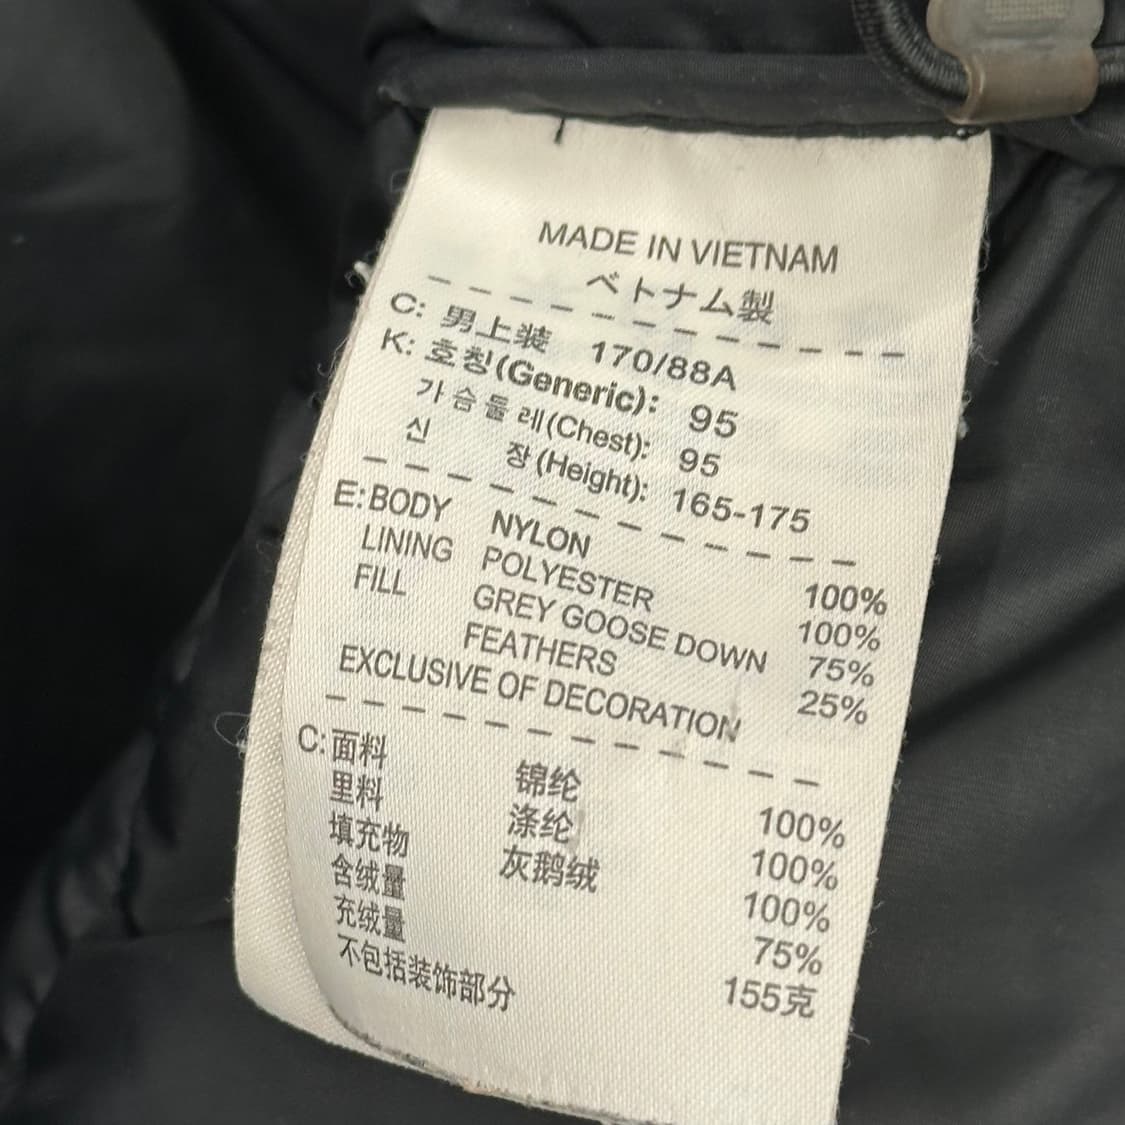 MADE IN VIETNAM
ベトナム製
C: 男上装 170/88A
K: 호칭(Generic): 95
가슴둘레(Chest): 95
신 장(Height): 165-175
E: BODY NYLON 100%
LINING POLYESTER 100%
FILL GREY GOOSE DOWN 75%
FEATHERS 25%
EXCLUSIVE OF DECORATION
C: 面料 锦纶 100%
里料 涤纶 100%
填充物 灰鹅绒 100%
含绒量 75%
充绒量 155克
不包括装饰部分